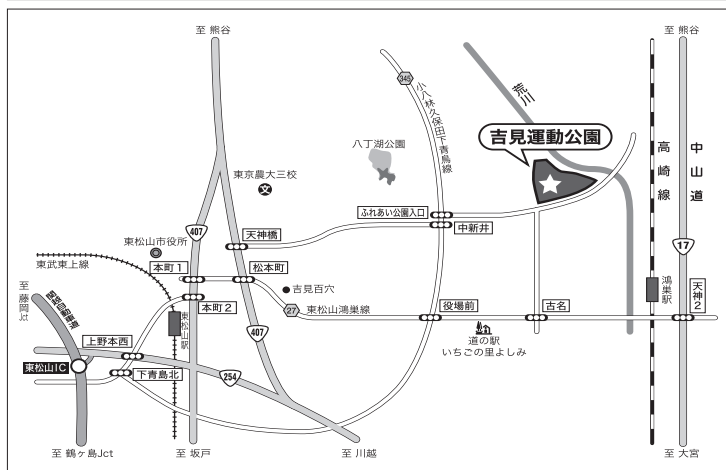 至 熊谷
至 熊谷
345
小八林久保田下青鳥線
荒川
高崎線
中山道
八丁湖公園
吉見運動公園
東京農大三校
ふれあい公園入口
中新井
407
天神橋
東松山市役所
17
東武東上線
本町1
松本町
吉見百穴
鴻巣駅
天神2
至 藤岡Jct
関越自動車道
東松山駅
本町2
27
東松山鴻巣線
役場前
古名
407
道の駅
いちごの里よしみ
上野本西
東松山IC
下青鳥北
254
至 鶴ヶ島Jct
至 坂戸
至 川越
至 大宮